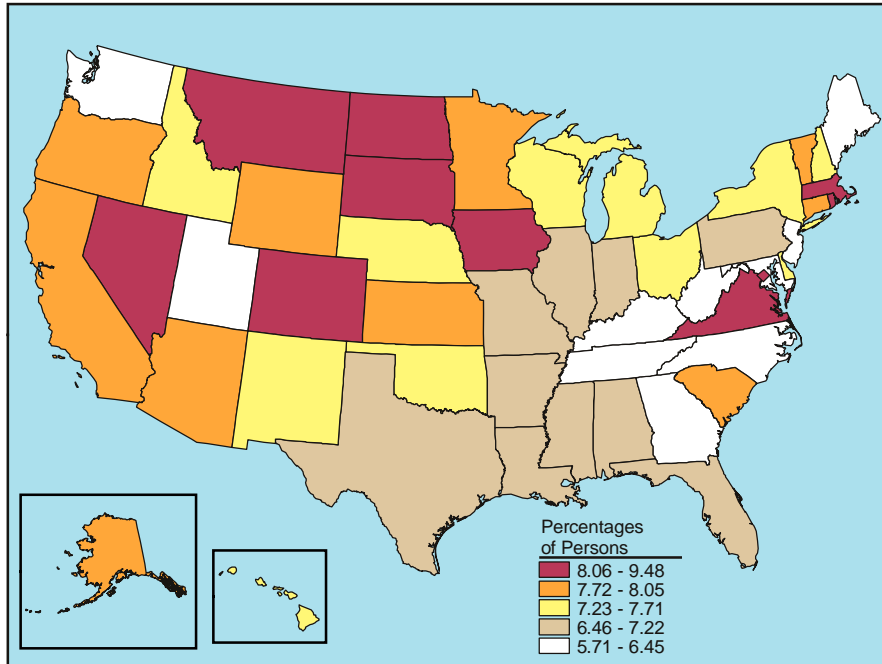 Percentages
of Persons
8.06 - 9.48
7.72 - 8.05
7.23 - 7.71
6.46 - 7.22
5.71 - 6.45